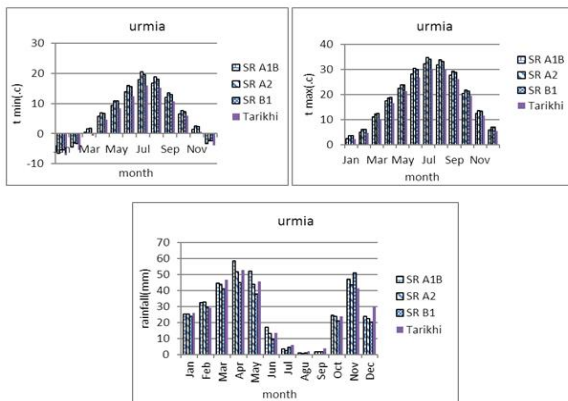 urmia
t min(.c)
30
20
10
0
-10
Jan Mar May Jul Sep Nov
month
SR A1B
SR A2
SR B1
Tarikhi
urmia
t max(.c)
40
30
20
10
0
Jan Mar May Jul Sep Nov
month
SR A1B
SR A2
SR B1
Tarikhi
urmia
rainfall(mm)
70
60
50
40
30
20
10
0
Jan Feb Mar Apr May Jun Jul Agu Sep Oct Nov Dec
month
SR A1B
SR A2
SR B1
Tarikhi